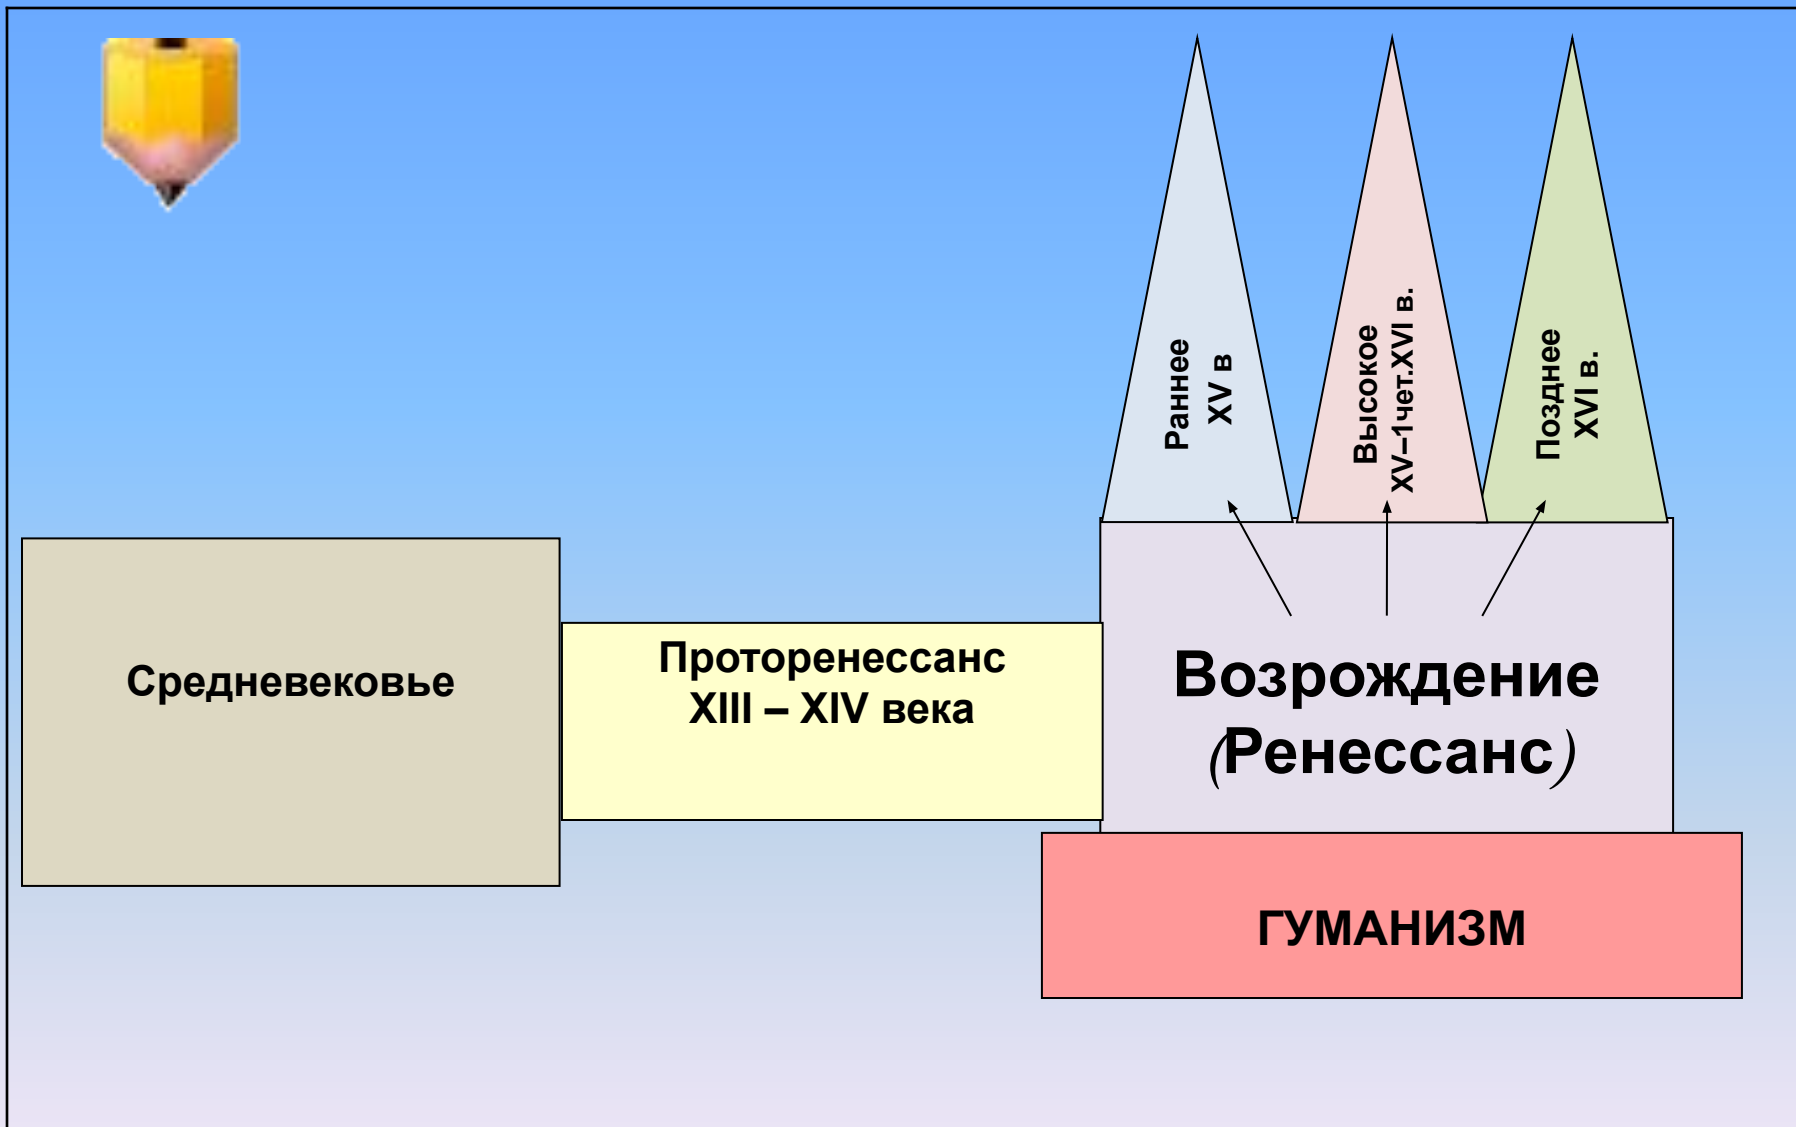 Раннее
XV в
Высокое
XV–1чет.XVI в.
Позднее
XVI в.
Средневековье
Проторенессанс
XIII – XIV века
Возрождение
(Ренессанс)
ГУМАНИЗМ